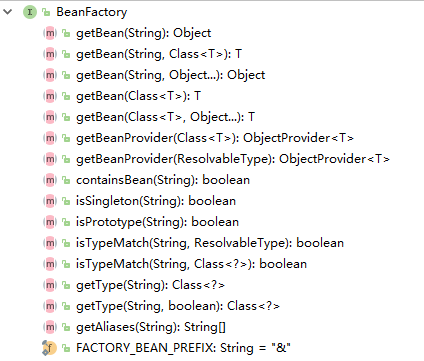 BeanFactory
getBean(String): Object
getBean(String, Class<T>): T
getBean(String, Object...): Object
getBean(Class<T>): T
getBean(Class<T>, Object...): T
getBeanProvider(Class<T>): ObjectProvider<T>
getBeanProvider(ResolvableType): ObjectProvider<T>
containsBean(String): boolean
isSingleton(String): boolean
isPrototype(String): boolean
isTypeMatch(String, ResolvableType): boolean
isTypeMatch(String, Class<?>): boolean
getType(String): Class<?>
getType(String, boolean): Class<?>
getAliases(String): String[]
FACTORY_BEAN_PREFIX: String = "&"